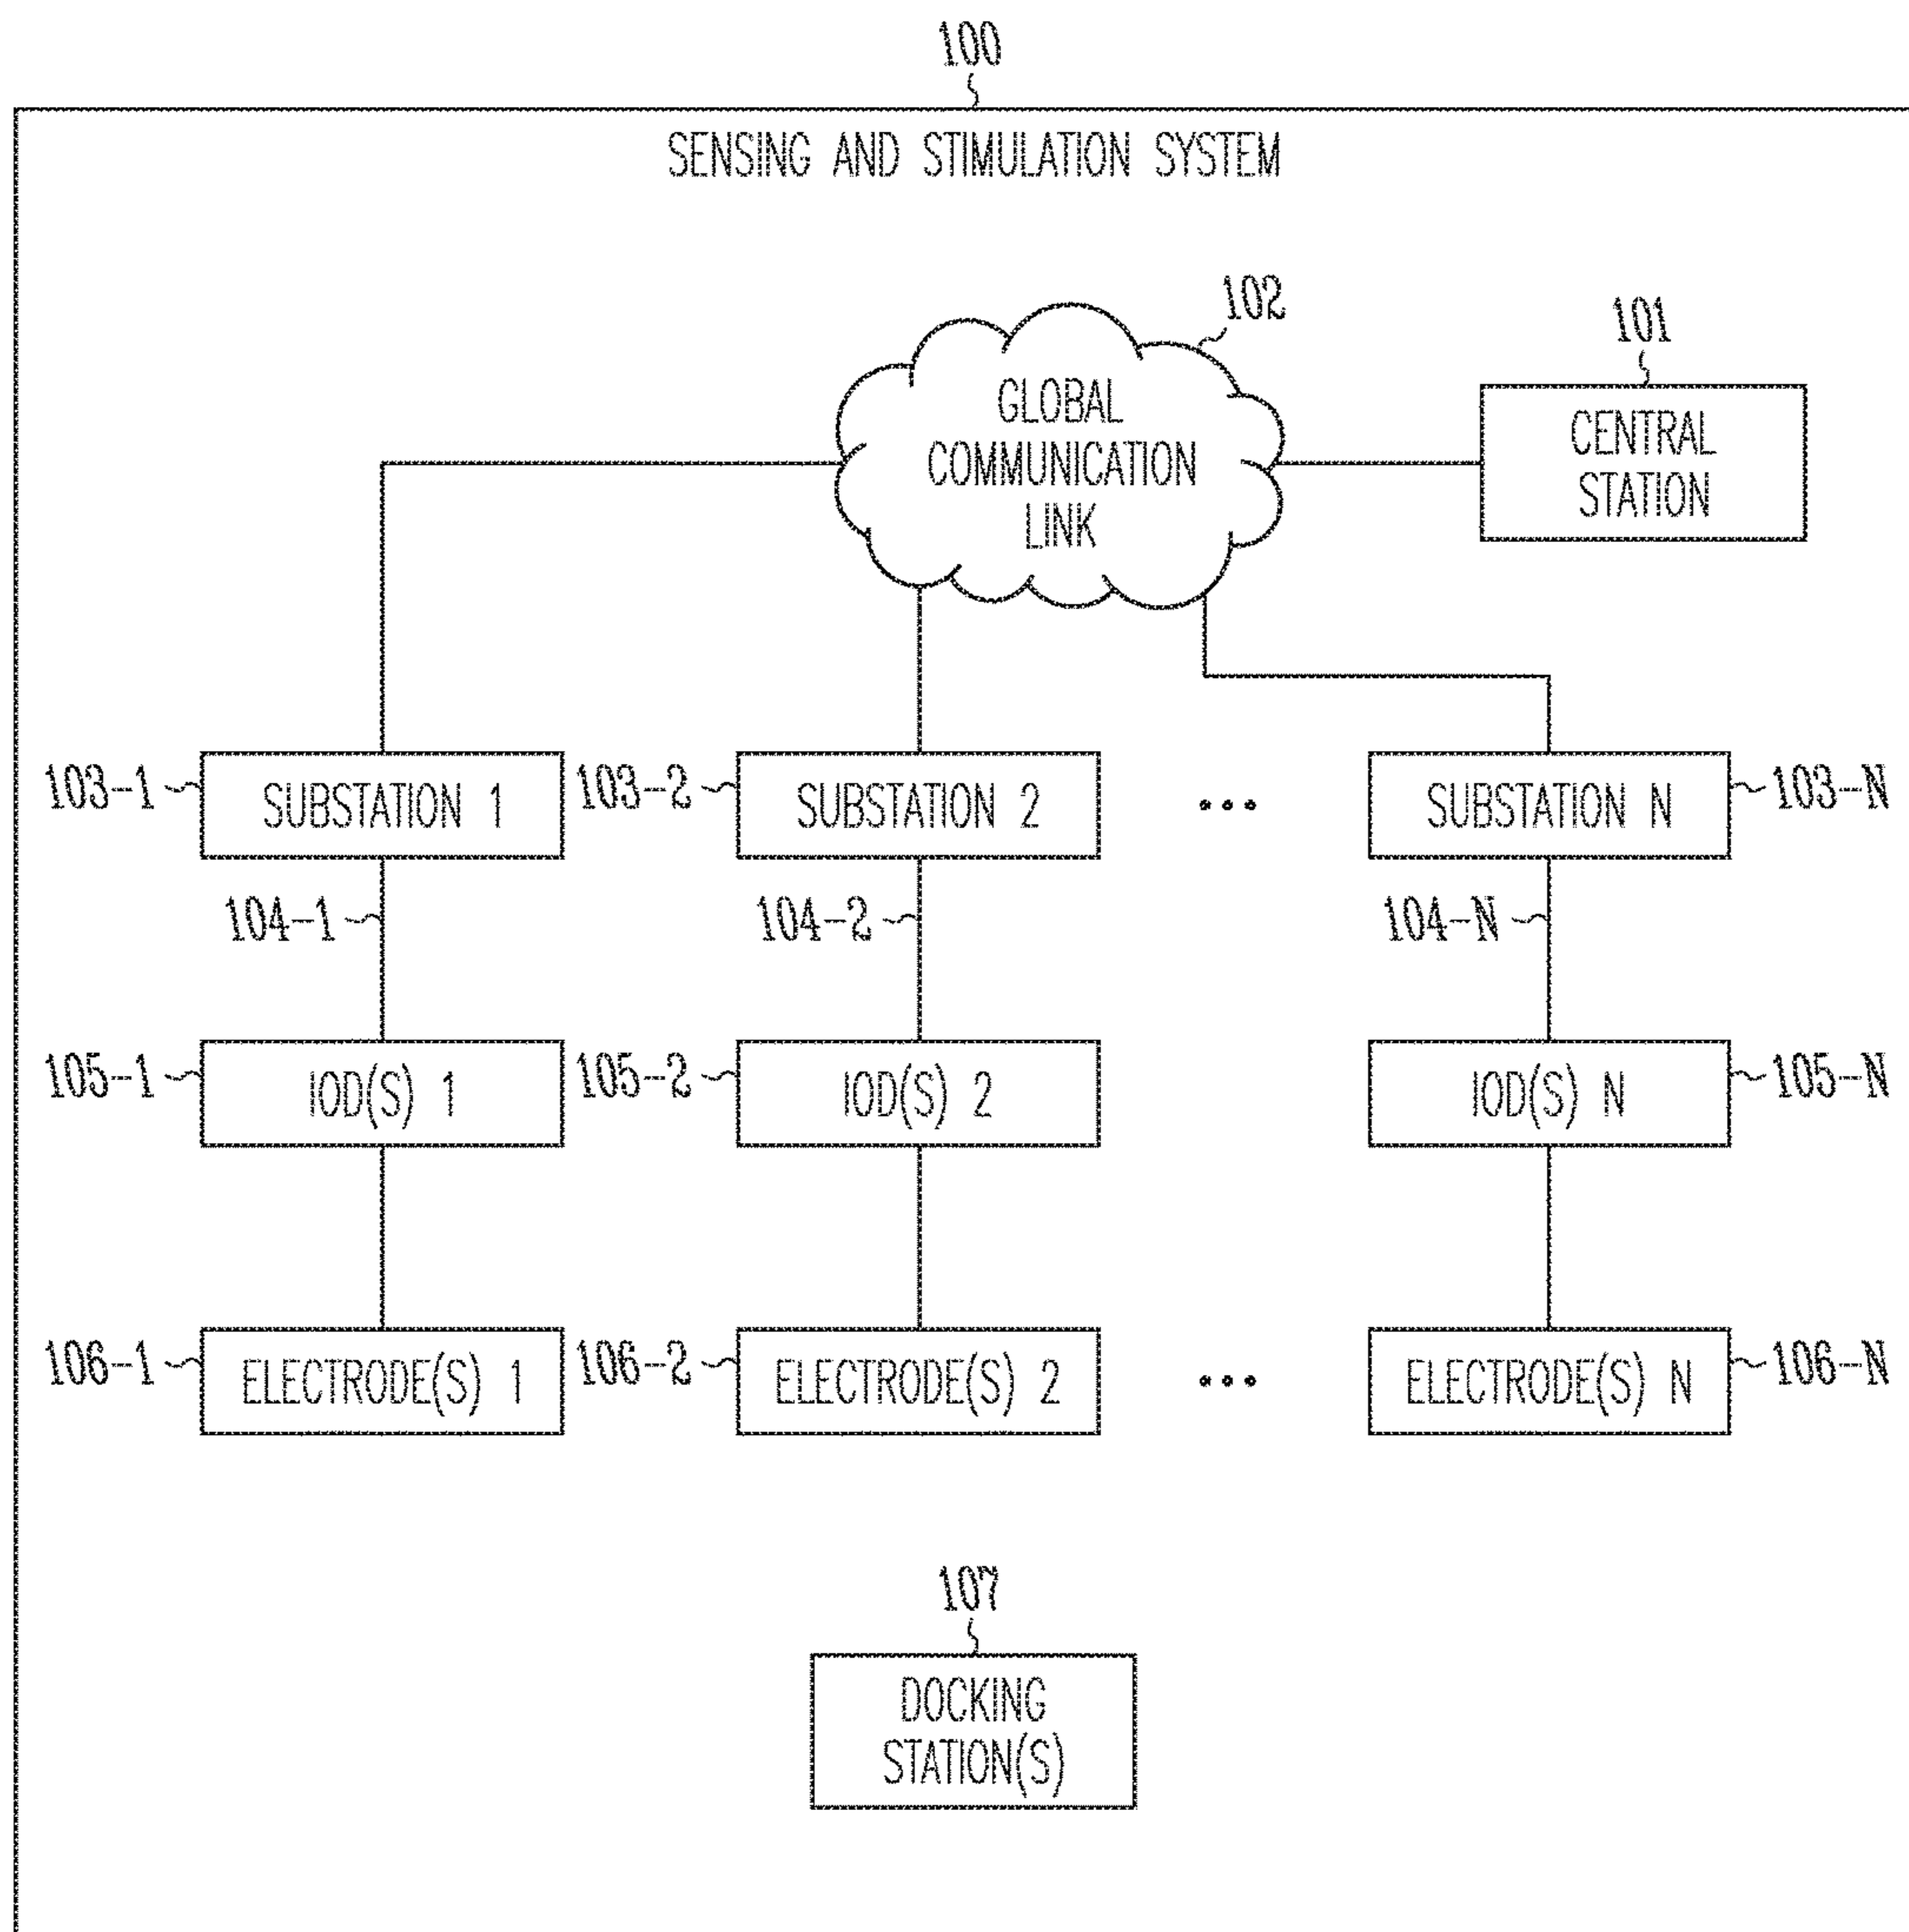 100
SENSING AND STIMULATION SYSTEM
102
101
GLOBAL
COMMUNICATION
LINK
CENTRAL
STATION
103-1 SUBSTATION 1 103-2 SUBSTATION 2 ... SUBSTATION N 103-N
104-1 104-2 104-N
105-1 IOD(S) 1 105-2 IOD(S) 2 IOD(S) N 105-N
106-1 ELECTRODE(S) 1 106-2 ELECTRODE(S) 2 ... ELECTRODE(S) N 106-N
107
DOCKING
STATION(S)